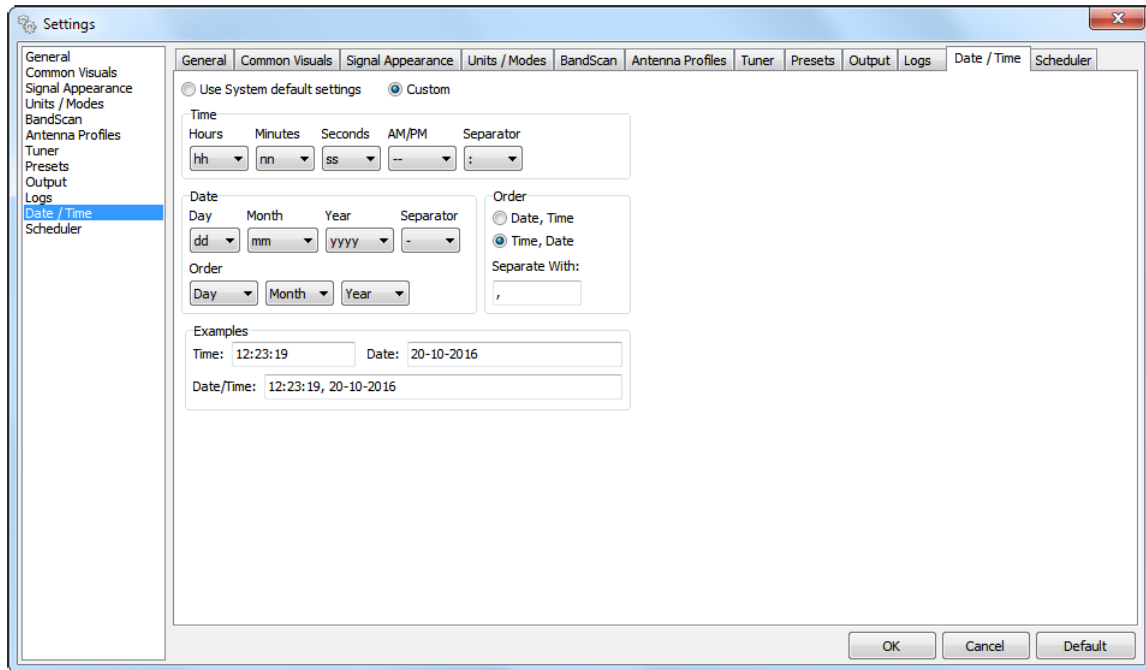 Settings
General
Common Visuals
Signal Appearance
Units / Modes
BandScan
Antenna Profiles
Tuner
Presets
Output
Logs
Date / Time
Scheduler
General Common Visuals Signal Appearance Units / Modes BandScan Antenna Profiles Tuner Presets Output Logs Date / Time Scheduler
Use System default settings Custom
Time
Hours Minutes Seconds AM/PM Separator
hh nn ss -- :
Date
Day Month Year Separator
dd mm yyyy -
Order
Day Month Year
Order
Date, Time
Time, Date
Separate With:
,
Examples
Time: 12:23:19 Date: 20-10-2016
Date/Time: 12:23:19, 20-10-2016
OK Cancel Default